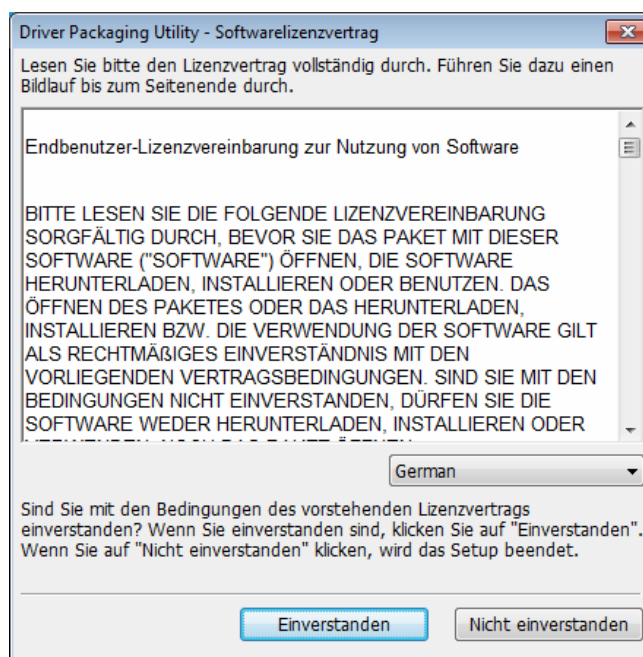 Driver Packaging Utility - Softwarelizenzvertrag
Lesen Sie bitte den Lizenzvertrag vollständig durch. Führen Sie dazu einen
Bildlauf bis zum Seitenende durch.
Endbenutzer-Lizenzvereinbarung zur Nutzung von Software
BITTE LESEN SIE DIE FOLGENDE LIZENZVEREINBARUNG
SORGFÄLTIG DURCH, BEVOR SIE DAS PAKET MIT DIESER
SOFTWARE ("SOFTWARE") ÖFFNEN, DIE SOFTWARE
HERUNTERLADEN, INSTALLIEREN ODER BENUTZEN. DAS
ÖFFNEN DES PAKETES ODER DAS HERUNTERLADEN,
INSTALLIEREN BZW. DIE VERWENDUNG DER SOFTWARE GILT
ALS RECHTMÄßIGES EINVERSTÄNDNIS MIT DEN
VORLIEGENDEN VERTRAGSBEDINGUNGEN. SIND SIE MIT DEN
BEDINGUNGEN NICHT EINVERSTANDEN, DÜRFEN SIE DIE
SOFTWARE WEDER HERUNTERLADEN, INSTALLIEREN ODER
German
Sind Sie mit den Bedingungen des vorstehenden Lizenzvertrags
einverstanden? Wenn Sie einverstanden sind, klicken Sie auf "Einverstanden".
Wenn Sie auf "Nicht einverstanden" klicken, wird das Setup beendet.
Einverstanden
Nicht einverstanden